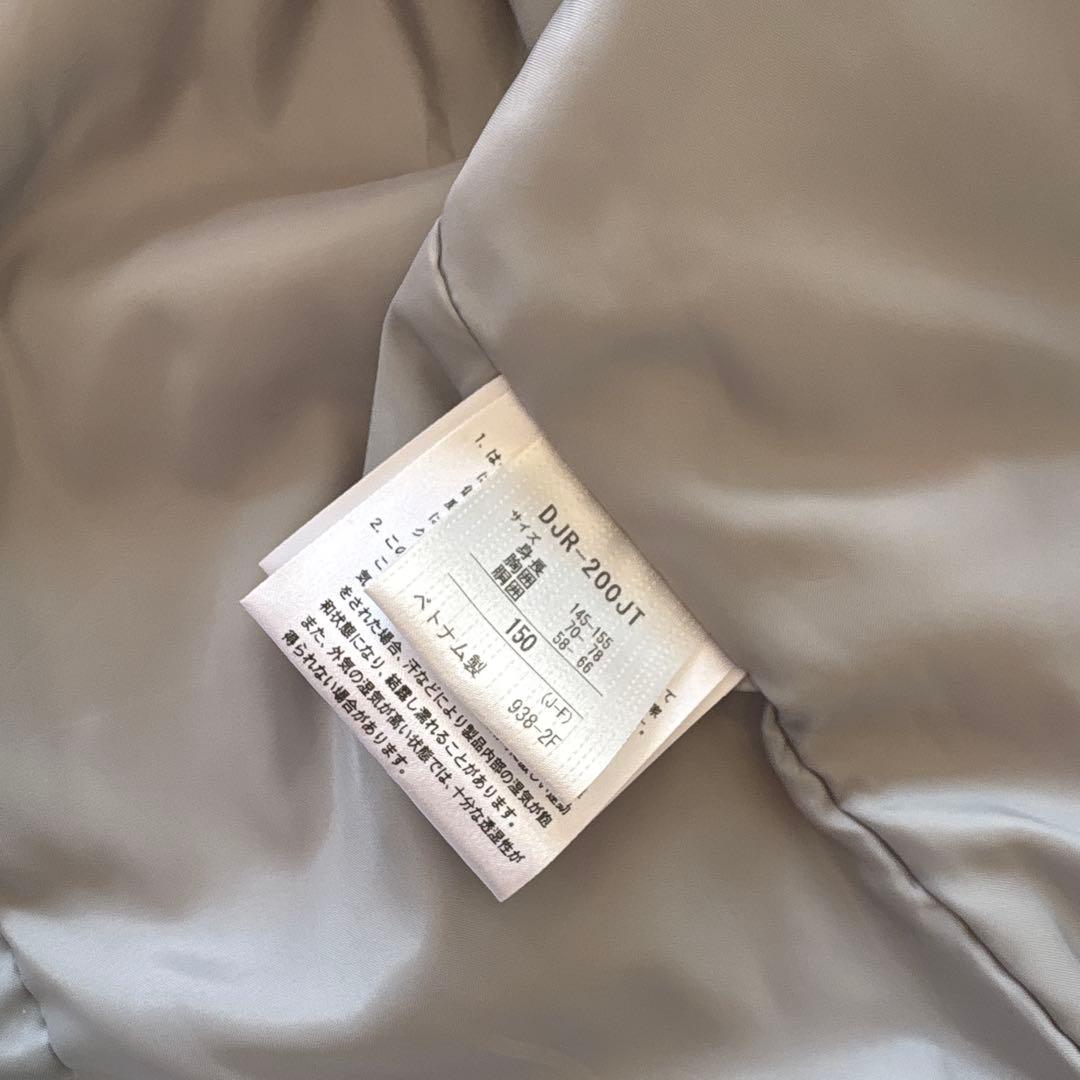 DJR-200JT
サイズ
身長 145-155
胸囲 70- 78
胴囲 58- 66
150
(J-F)
ベトナム製 938-2F
1. は
2. この
こ
気
をされた場合、汗などにより製品内部の湿気が飽
和状態になり、結露し濡れることがあります。
また、外気の湿気が高い状態では、十分な透湿性が
得られない場合があります。